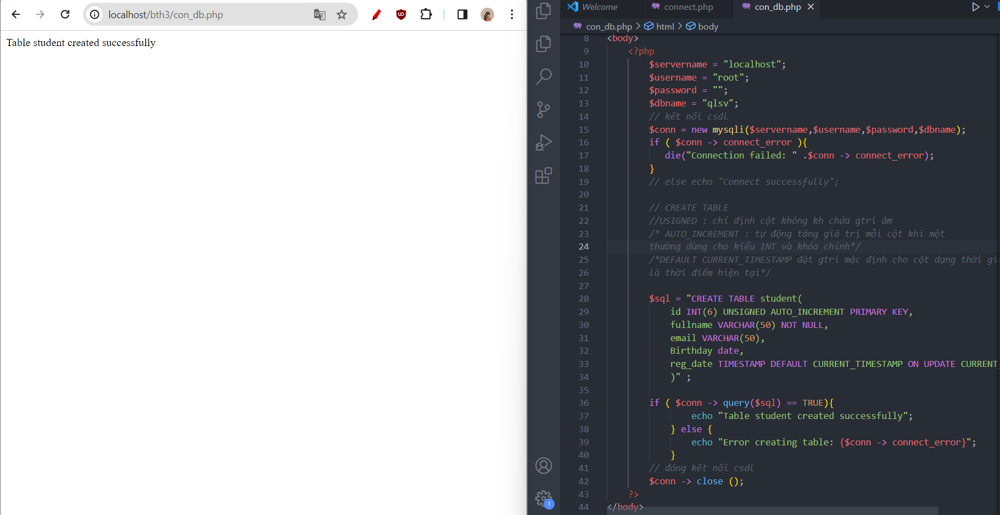 localhost/bth3/con_db.php
Table student created successfully
Welcome
connect.php
con_db.php
con_db.php > html > body
8 <body>
9 <?php
10 $servername = "localhost";
11 $username = "root";
12 $password = "";
13 $dbname = "qlsv";
14 // kết nối csdl
15 $conn = new mysqli($servername,$username,$password,$dbname);
16 if ( $conn -> connect_error ){
17 die("Connection failed: " .$conn -> connect_error);
18 }
19 // else echo "Connect successfully";
20
21 // CREATE TABLE
22 //USIGNED : chỉ định cột không kh chứa gtri âm
23 /* AUTO_INCREMENT : tự động tăng giá trị mỗi cột khi một
24 thường dùng cho kiểu INT và khóa chính*/
25 /*DEFAULT CURRENT_TIMESTAMP đặt gtri mặc định cho cột dạng thời gi
26 là thời điểm hiện tại*/
27
28 $sql = "CREATE TABLE student(
29 id INT(6) UNSIGNED AUTO_INCREMENT PRIMARY KEY,
30 fullname VARCHAR(50) NOT NULL,
31 email VARCHAR(50),
32 Birthday date,
33 reg_date TIMESTAMP DEFAULT CURRENT_TIMESTAMP ON UPDATE CURRENT_
34 )" ;
35
36 if ( $conn -> query($sql) == TRUE){
37 echo "Table student created successfully";
38 } else {
39 echo "Error creating table: {$conn -> connect_error}";
40 }
41 // đóng kết nối csdl
42 $conn -> close ();
43 ?>
44 </body>
1